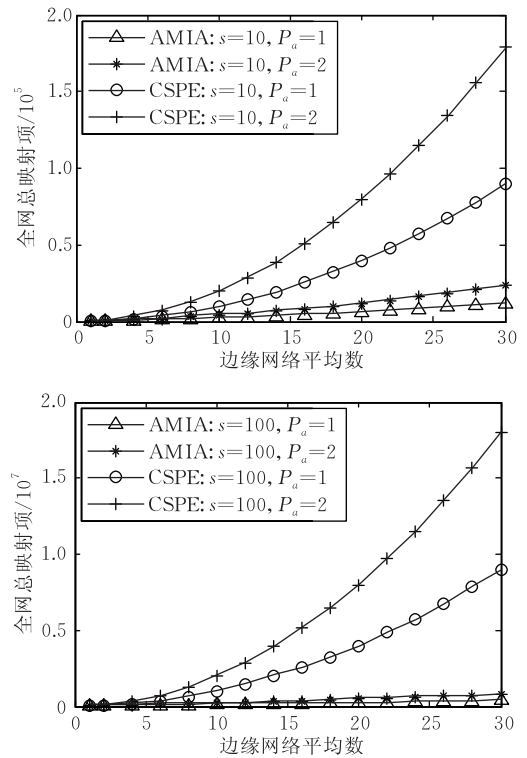 2.0
1.5
1.0
0.5
0
全网总映射项/10⁵
AMIA: s=10, Pₐ=1
AMIA: s=10, Pₐ=2
CSPE: s=10, Pₐ=1
CSPE: s=10, Pₐ=2
0 5 10 15 20 25 30
边缘网络平均数
2.0
1.5
1.0
0.5
0
全网总映射项/10⁷
AMIA: s=100, Pₐ=1
AMIA: s=100, Pₐ=2
CSPE: s=100, Pₐ=1
CSPE: s=100, Pₐ=2
0 5 10 15 20 25 30
边缘网络平均数